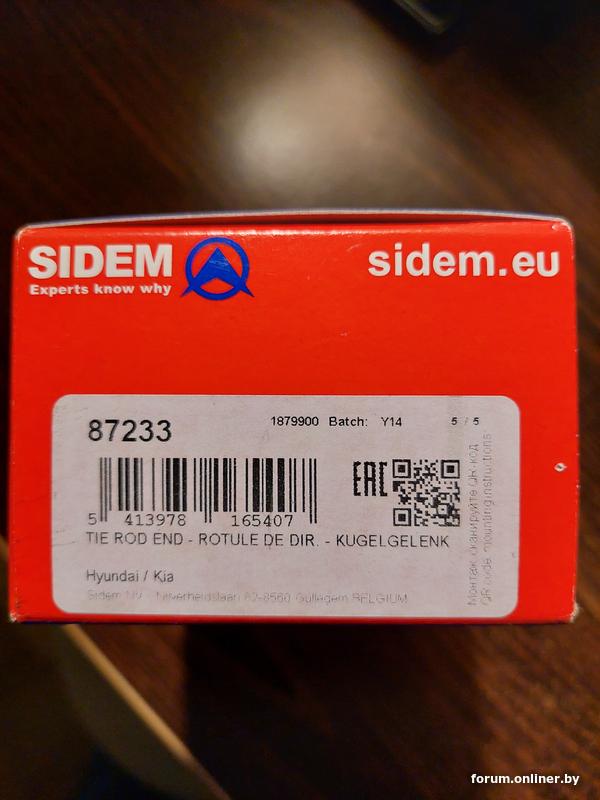 SIDEM
Experts know why
sidem.eu
87233
1879900 Batch: Y14 5 / 5
EAC
5 413978 165407
TIE ROD END - ROTULE DE DIR. - KUGELGELENK
Hyundai / Kia
Sidem NV - Nijverheidslaan 62-8560 Gullegem BELGIUM
Монтаж: сканируйте QR-код
QR code: mounting instructions
forum.onliner.by